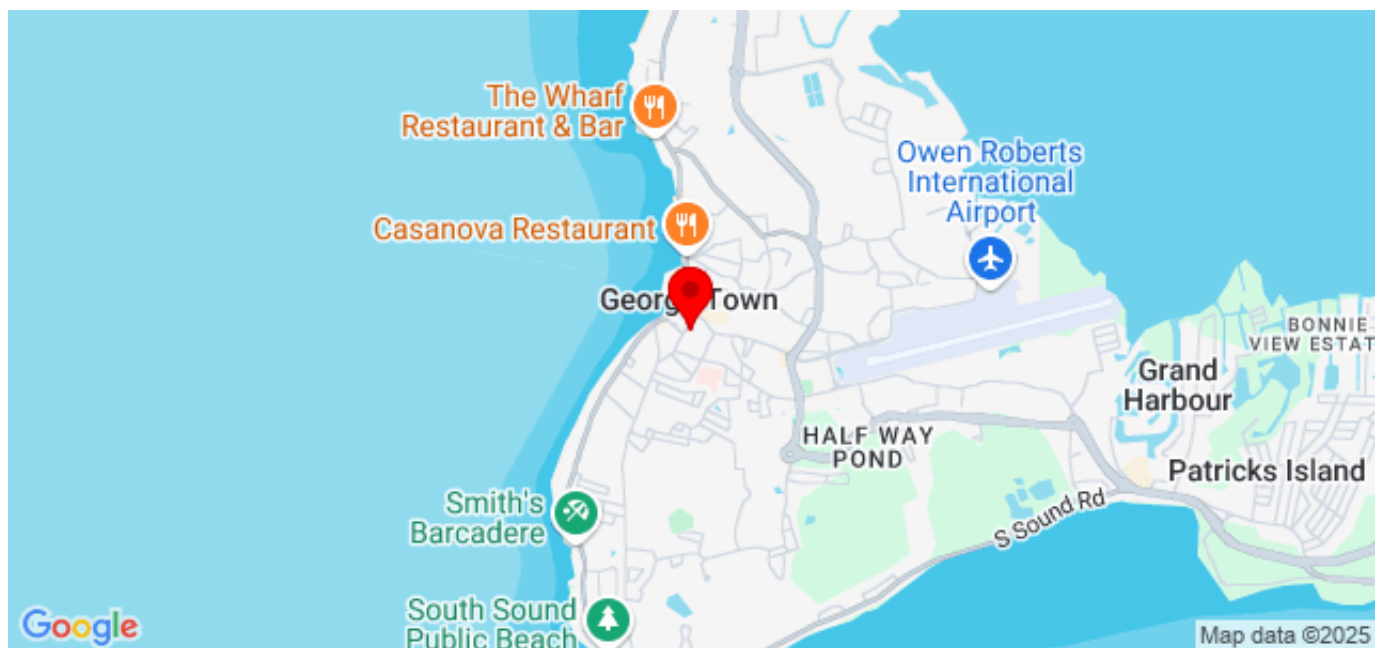 The Wharf
Restaurant & Bar
Owen Roberts
International
Airport
Casanova Restaurant
Georg Town
BONNIE
VIEW ESTAT
Grand
Harbour
HALF WAY
POND
Patricks Island
Smith's
Barcadere
S Sound Rd
South Sound
Public Beach
Google
Map data ©2025